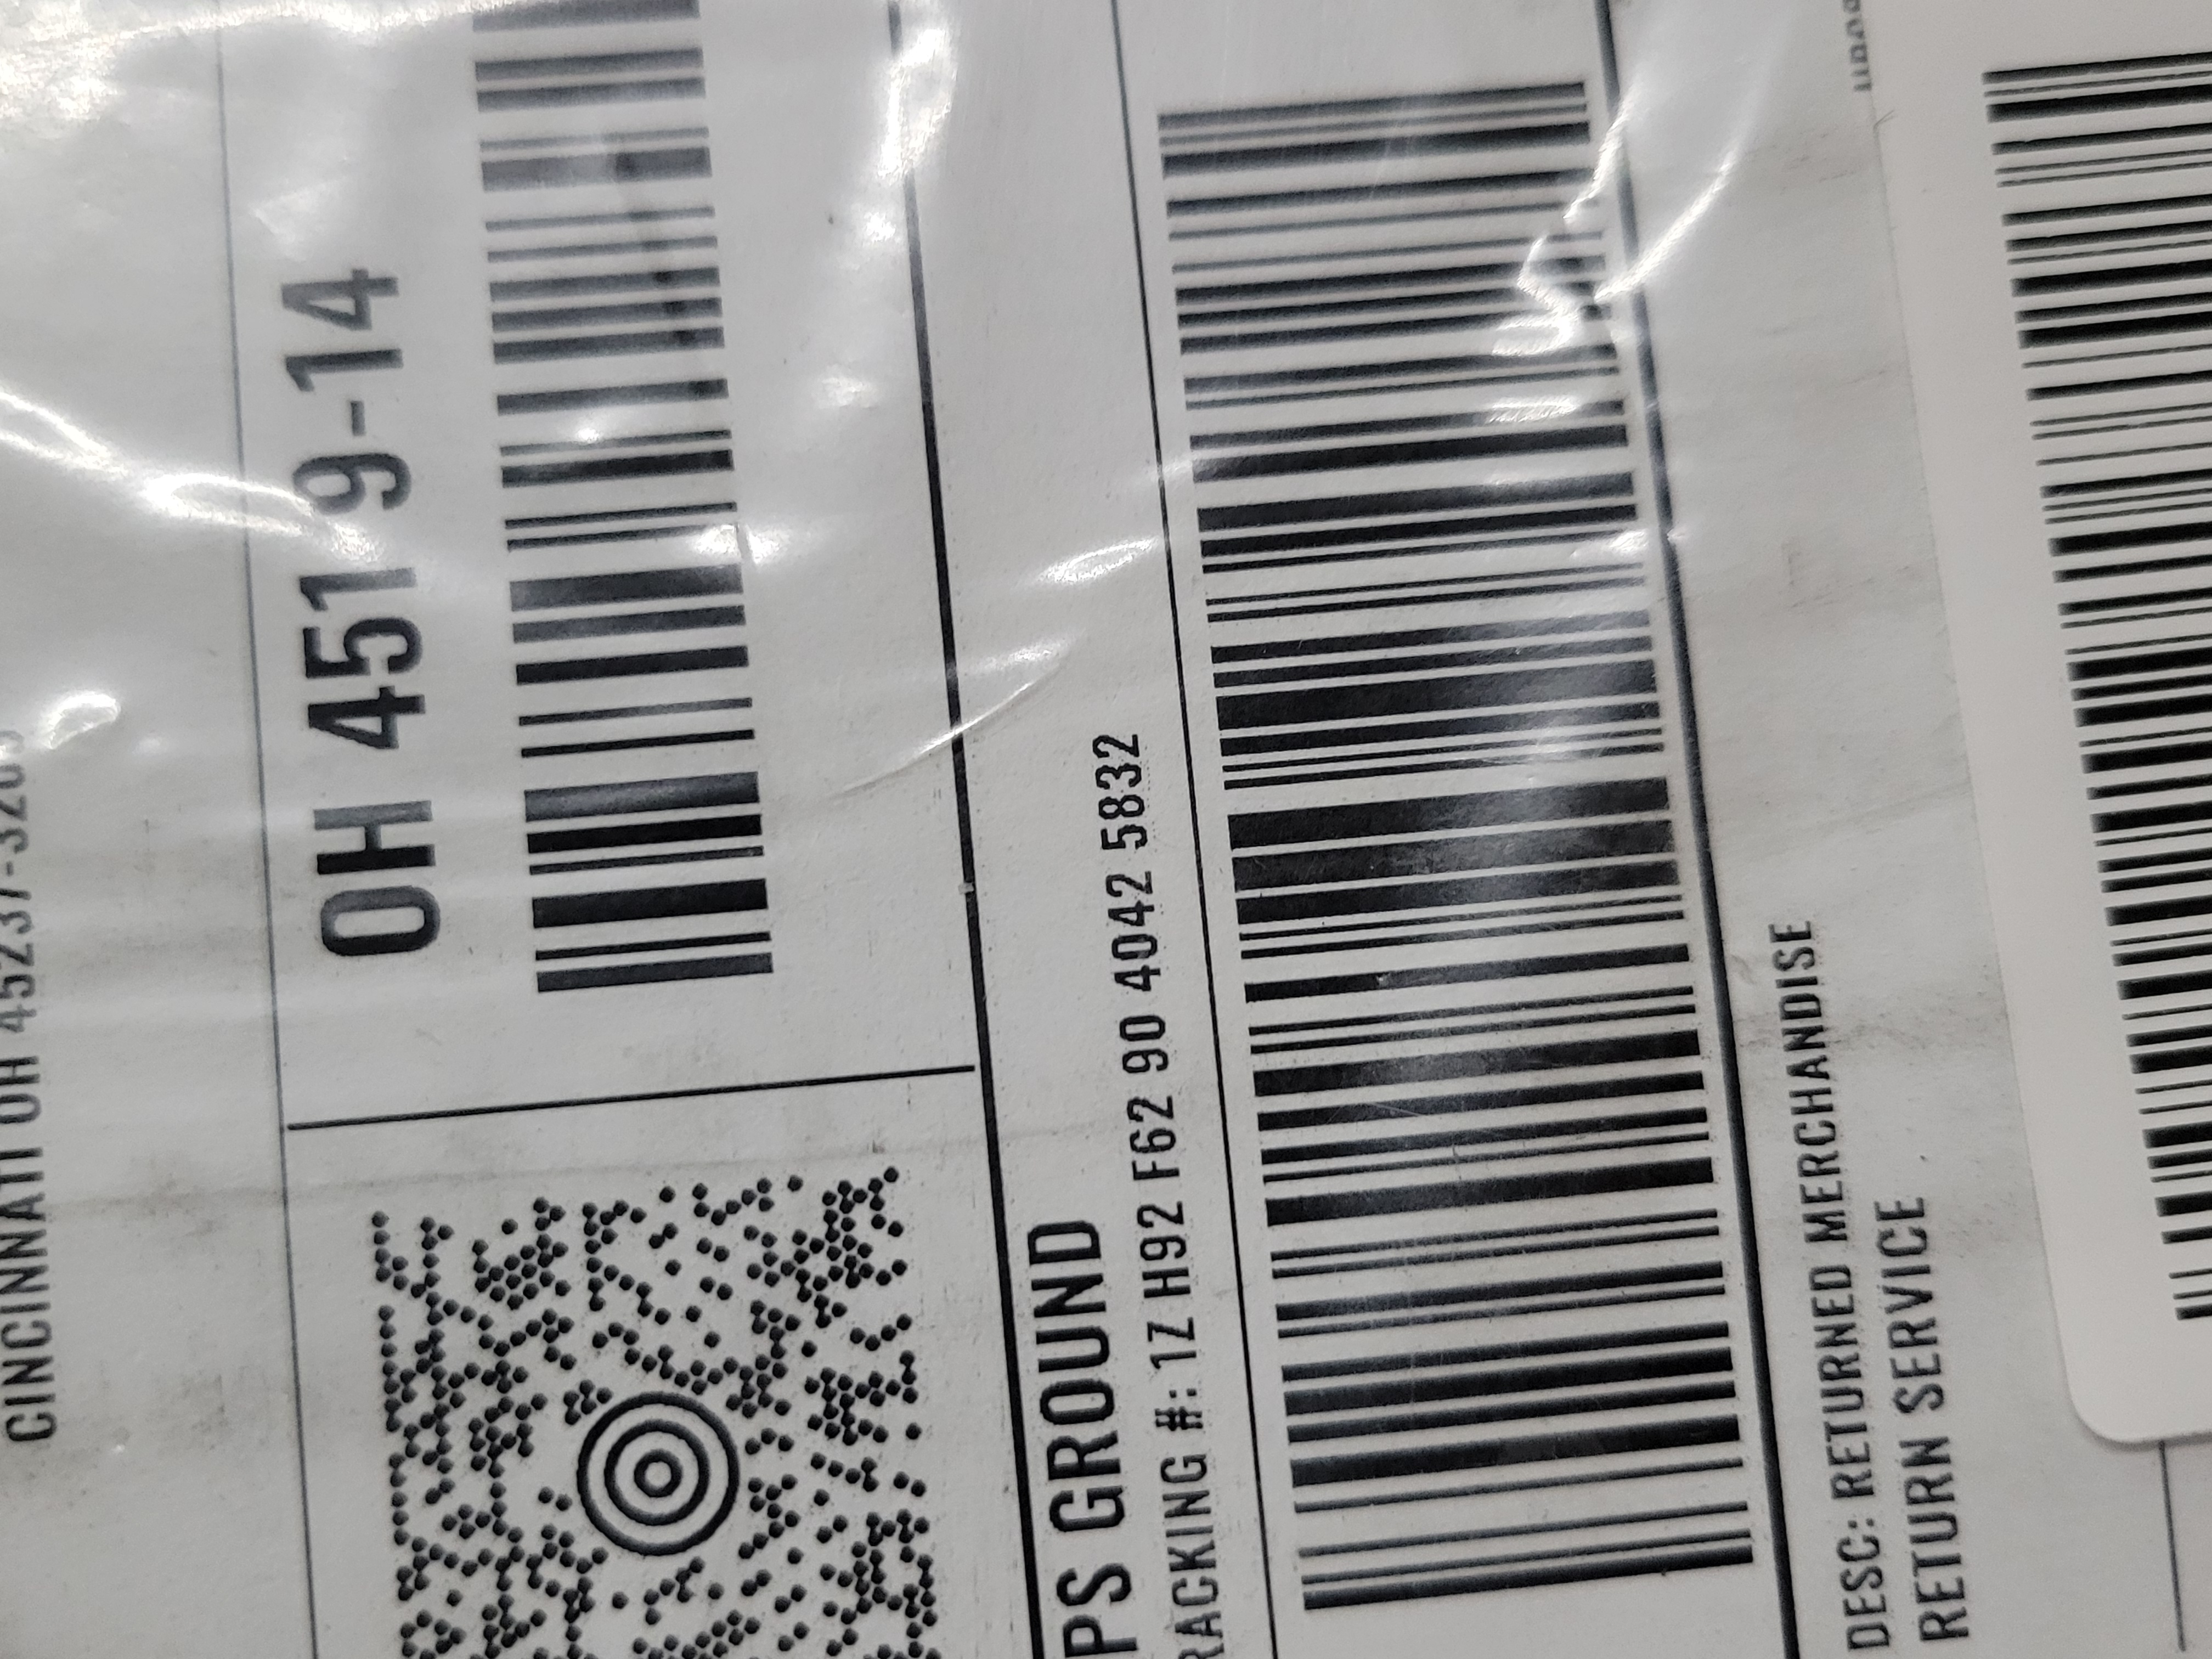 CINCINNATI OH 45237-3205
OH 451 9-14
PS GROUND
RACKING #: 1Z H92 F62 90 4042 5832
DESC: RETURNED MERCHANDISE
RETURN SERVICE